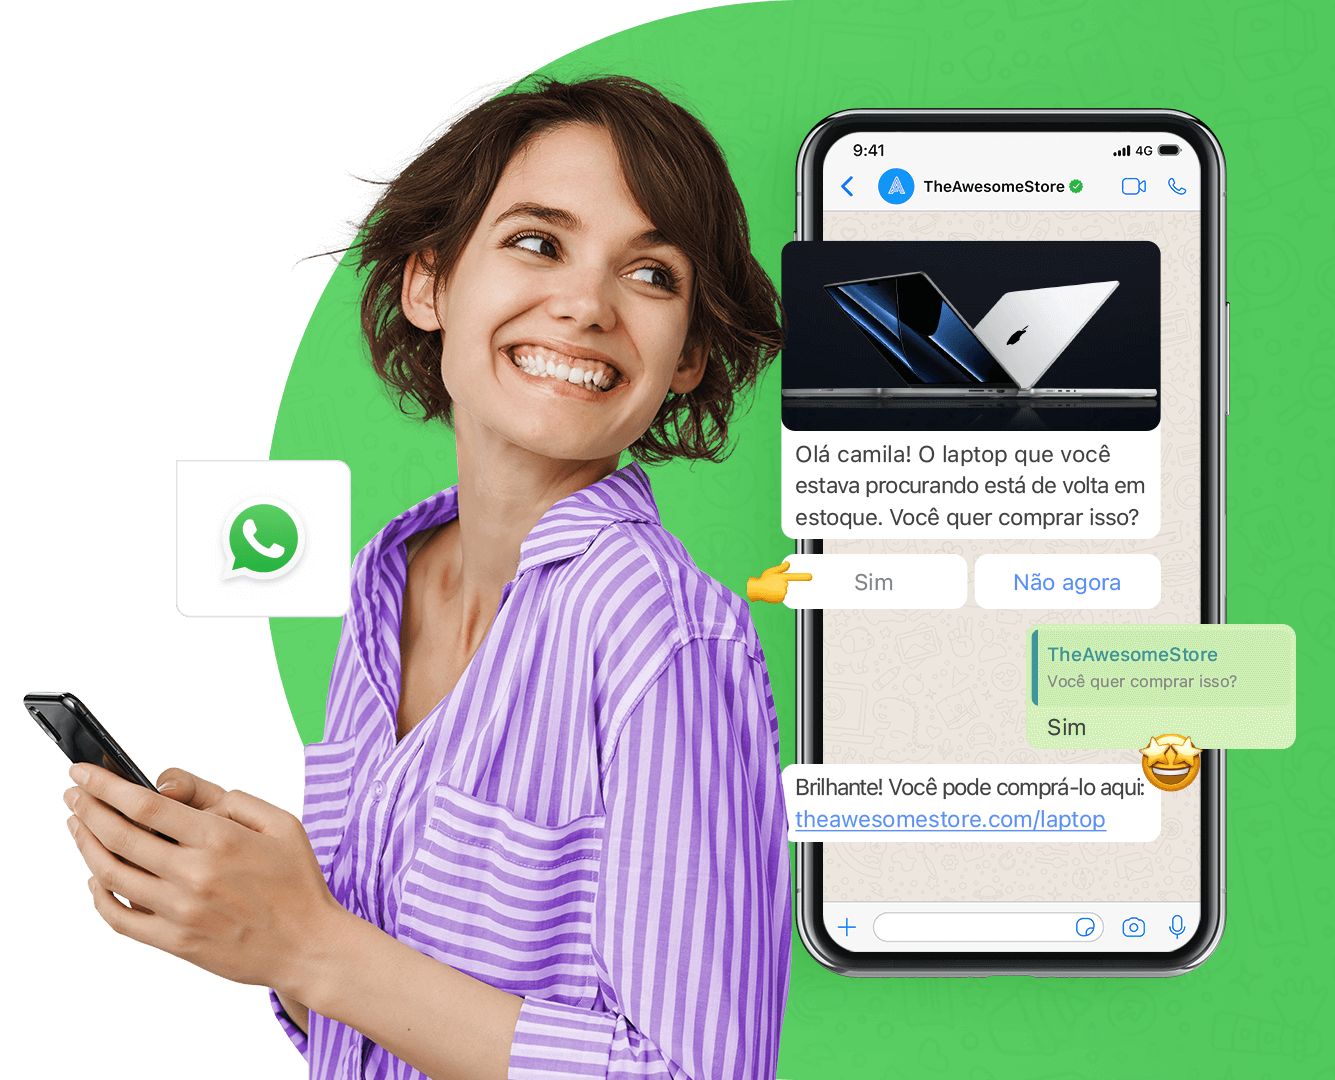 9:41
4G
TheAwesomeStore
Olá camila! O laptop que você
estava procurando está de volta em
estoque. Você quer comprar isso?
Sim
Não agora
TheAwesomeStore
Você quer comprar isso?
Sim
Brilhante! Você pode comprá-lo aqui:
theawesomestore.com/laptop